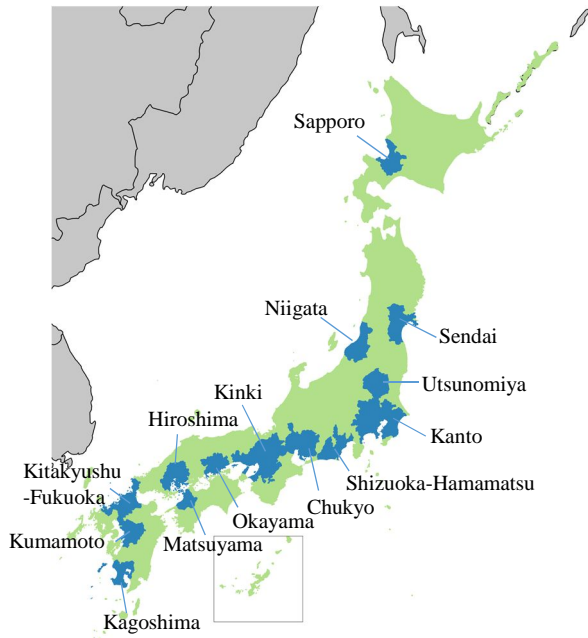 Sapporo
Niigata
Sendai
Utsunomiya
Kinki
Hiroshima
Kanto
Kitakyushu
-Fukuoka
Shizuoka-Hamamatsu
Chukyo
Okayama
Kumamoto
Matsuyama
Kagoshima